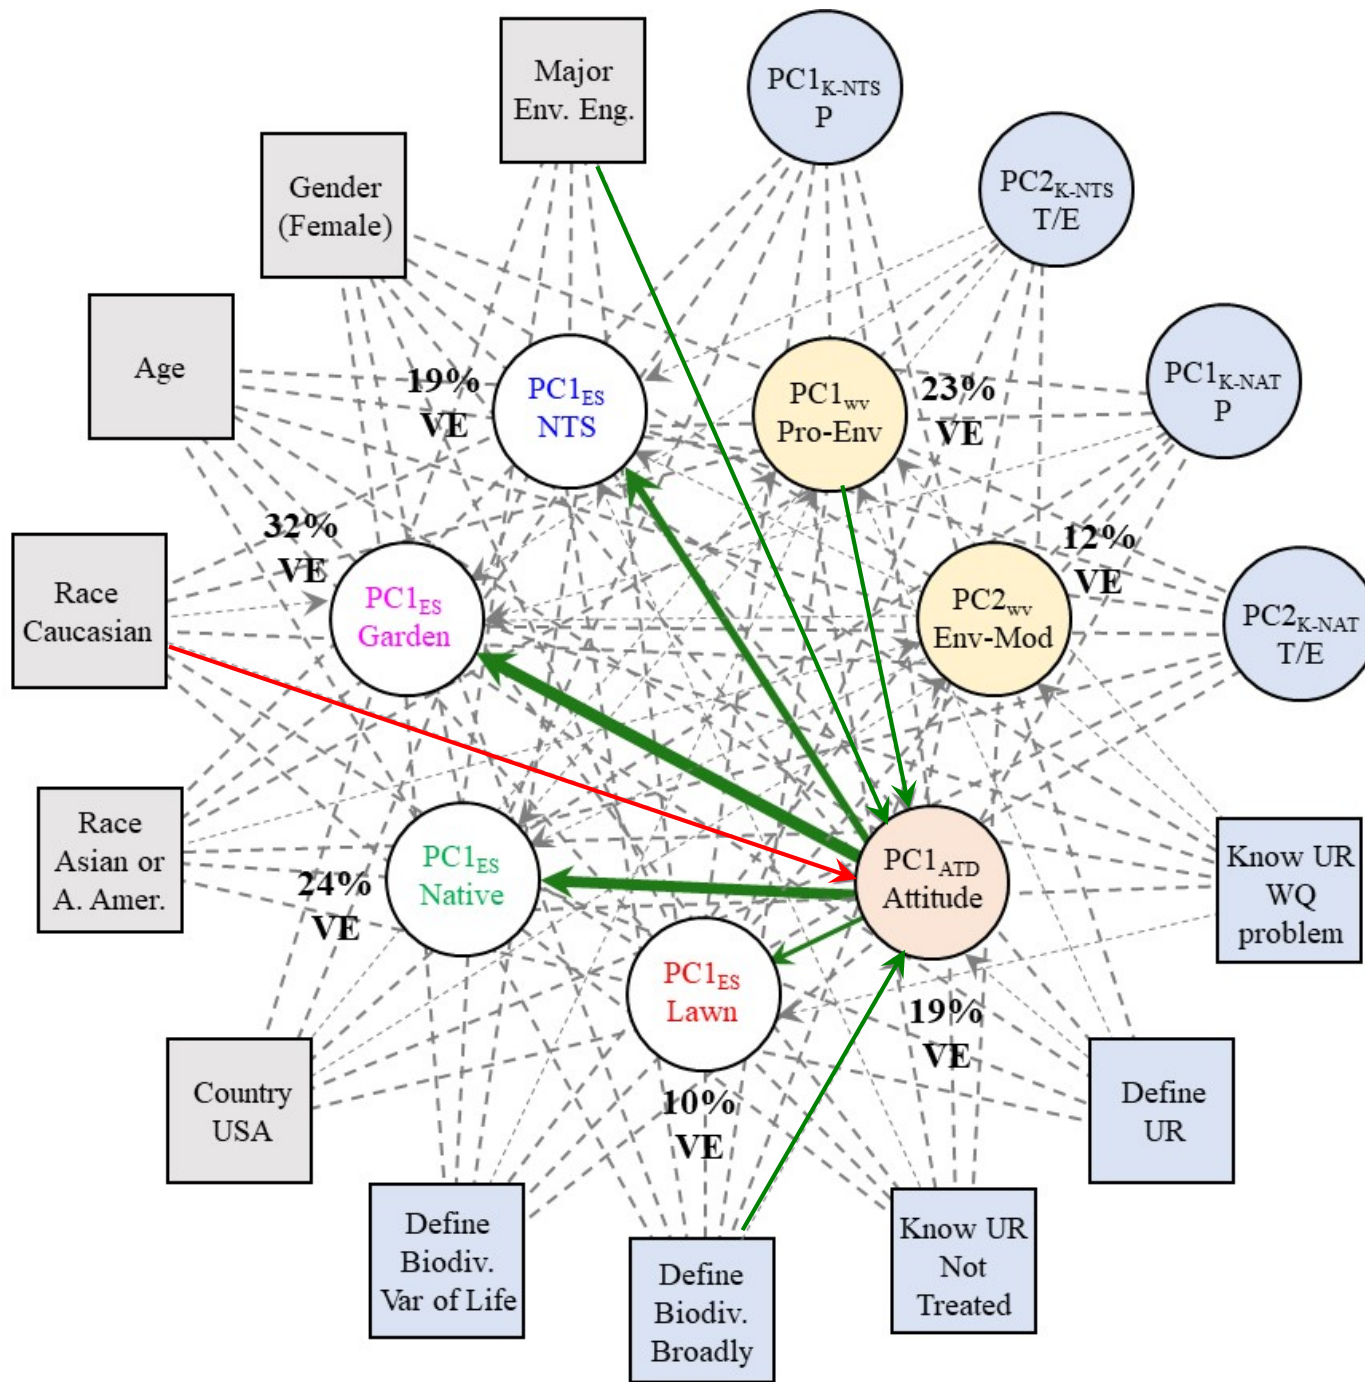 Major
Env. Eng.
PC1K-NTS
P
Gender
(Female)
PC2K-NTS
T/E
Age
PC1K-NAT
P
19%
VE
PC1ES
NTS
PC1wv
Pro-Env
23%
VE
32%
VE
12%
VE
Race
Caucasian
PC1ES
Garden
PC2wv
Env-Mod
PC2K-NAT
T/E
Race
Asian or
A. Amer.
24%
VE
PC1ES
Native
PC1ATD
Attitude
Know UR
WQ
problem
PC1ES
Lawn
19%
VE
Country
USA
10%
VE
Define
UR
Define
Biodiv.
Var of Life
Define
Biodiv.
Broadly
Know UR
Not
Treated